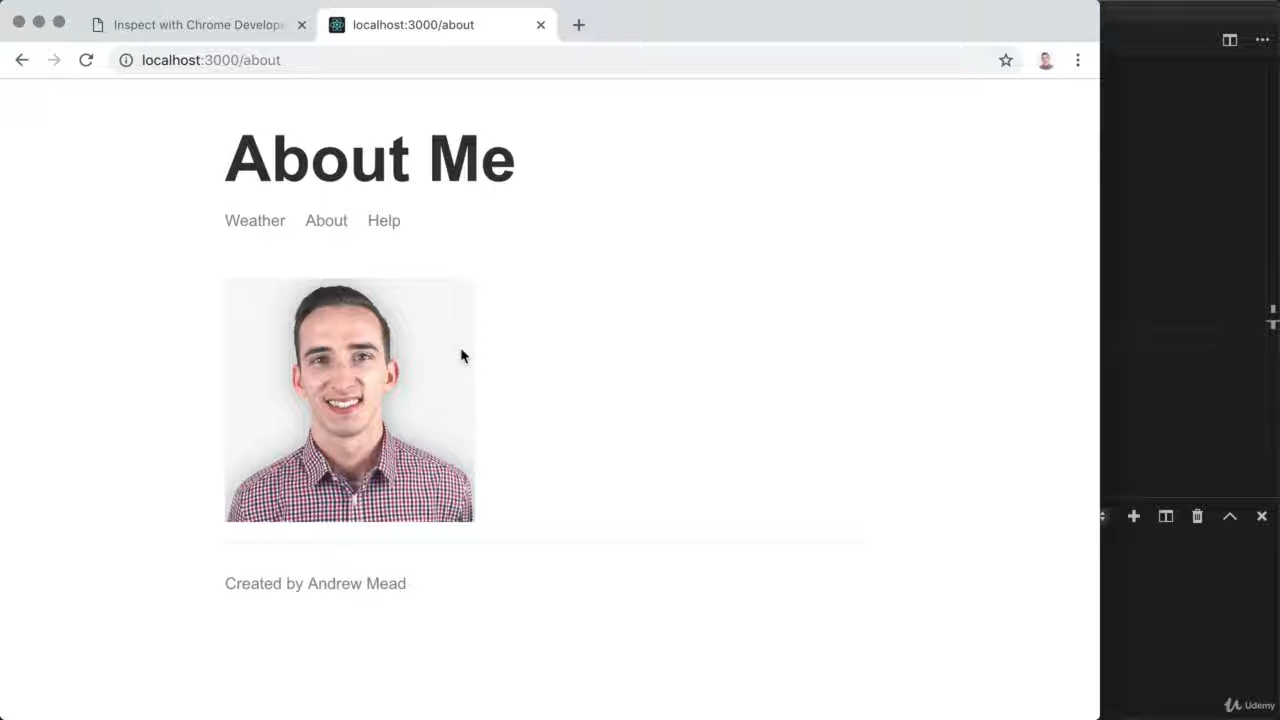 Inspect with Chrome Develop
localhost:3000/about
localhost:3000/about
About Me
Weather About Help
Created by Andrew Mead
Udemy